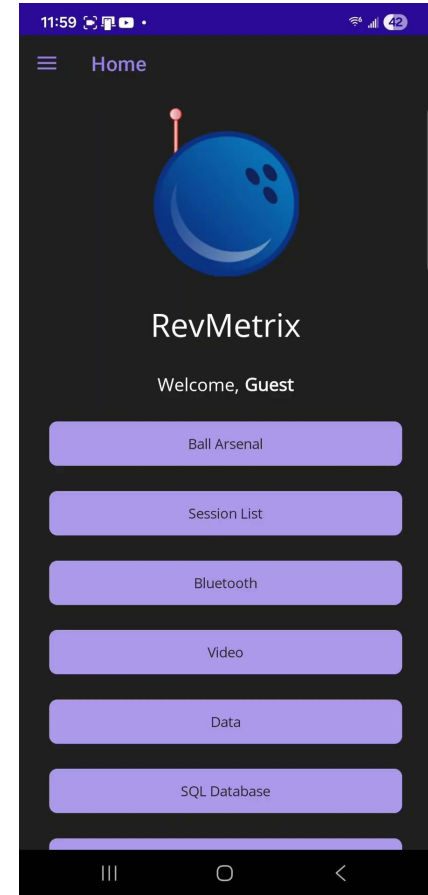 11:59
42
Home
RevMetrix
Welcome, Guest
Ball Arsenal
Session List
Bluetooth
Video
Data
SQL Database